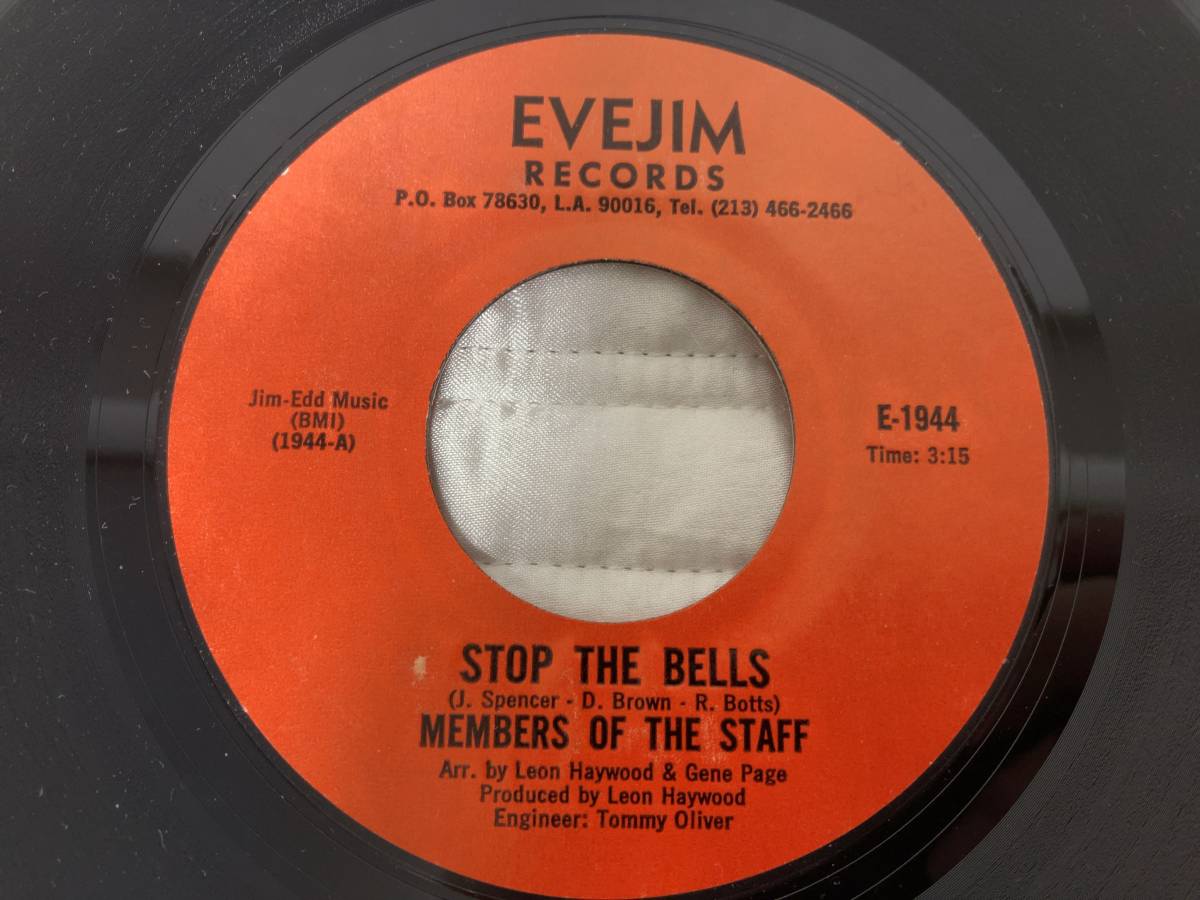 EVEJIM
RECORDS
P.O. Box 78630, L.A. 90016, Tel. (213) 466-2466
Jim-Edd Music
(BMI)
(1944-A)
E-1944
Time: 3:15
STOP THE BELLS
(J. Spencer - D. Brown - R. Botts)
MEMBERS OF THE STAFF
Arr. by Leon Haywood & Gene Page
Produced by Leon Haywood
Engineer: Tommy Oliver